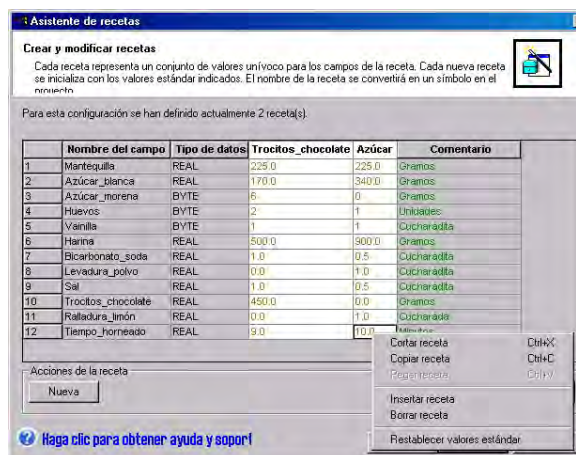 Asistente de recetas
Crear y modificar recetas
Cada receta representa un conjunto de valores unívoco para los campos de la receta. Cada nueva receta
se inicializa con los valores estándar indicados. El nombre de la receta se convertirá en un símbolo en el
proyecto
Para esta configuración se han definido actualmente 2 receta(s).
Nombre del campo Tipo de datos Trocitos_chocolate Azúcar Comentario
1 Mantequilla REAL 225.0 225.0 Gramos
2 Azúcar_blanca REAL 170.0 340.0 Gramos
3 Azúcar_morena BYTE 6 0 Gramos
4 Huevos BYTE 2 1 Unidades
5 Vainilla BYTE 1 1 Cucharadita
6 Harina REAL 500.0 900.0 Gramos
7 Bicarbonato_soda REAL 1.0 0.5 Cucharadita
8 Levadura_polvo REAL 0.0 1.0 Cucharadita
9 Sal REAL 1.0 0.5 Cucharadita
10 Trocitos_chocolate REAL 450.0 0.0 Gramos
11 Ralladura_limón REAL 0.0 1.0 Cucharada
12 Tiempo_horneado REAL 9.0 10.0 Minutos
Cortar receta Ctrl+X
Copiar receta Ctrl+C
Pegar receta Ctrl+V
Insertar receta
Borrar receta
Restablecer valores estándar
Acciones de la receta
Nueva
Haga clic para obtener ayuda y soport